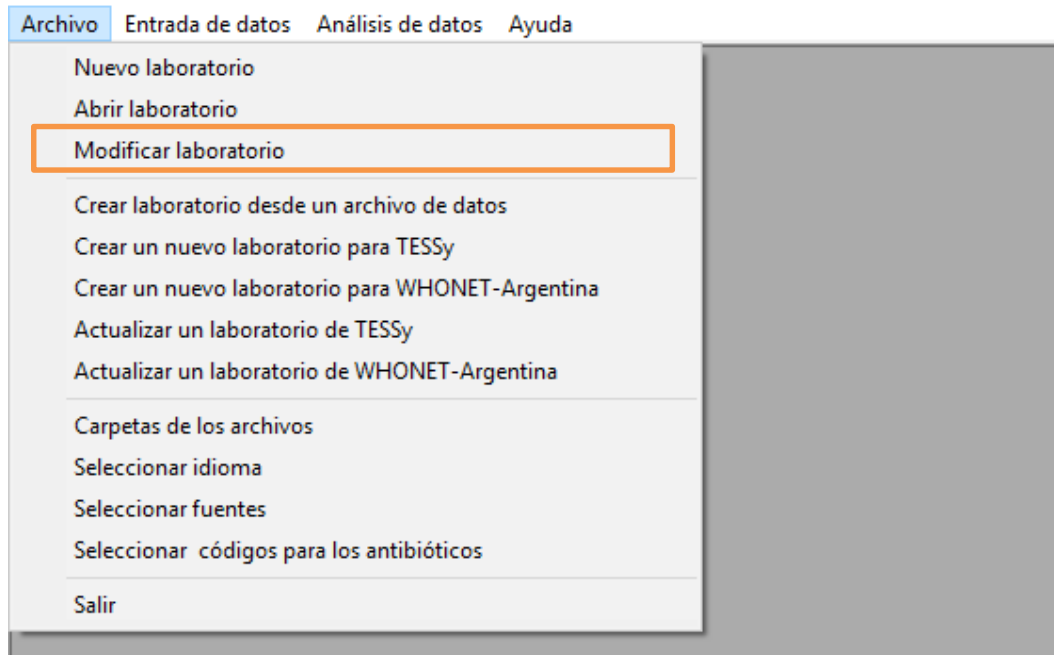 Archivo Entrada de datos Análisis de datos Ayuda
Nuevo laboratorio
Abrir laboratorio
Modificar laboratorio
Crear laboratorio desde un archivo de datos
Crear un nuevo laboratorio para TESSy
Crear un nuevo laboratorio para WHONET-Argentina
Actualizar un laboratorio de TESSy
Actualizar un laboratorio de WHONET-Argentina
Carpetas de los archivos
Seleccionar idioma
Seleccionar fuentes
Seleccionar  códigos para los antibióticos
Salir